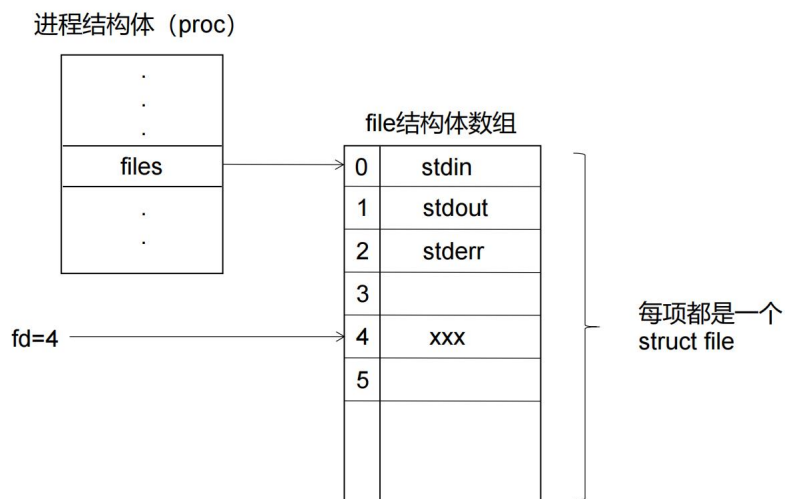 进程结构体（proc）
.
.
.
files
.
.
file结构体数组
0 stdin
1 stdout
2 stderr
3
fd=4
4 xxx
5
每项都是一个
struct file